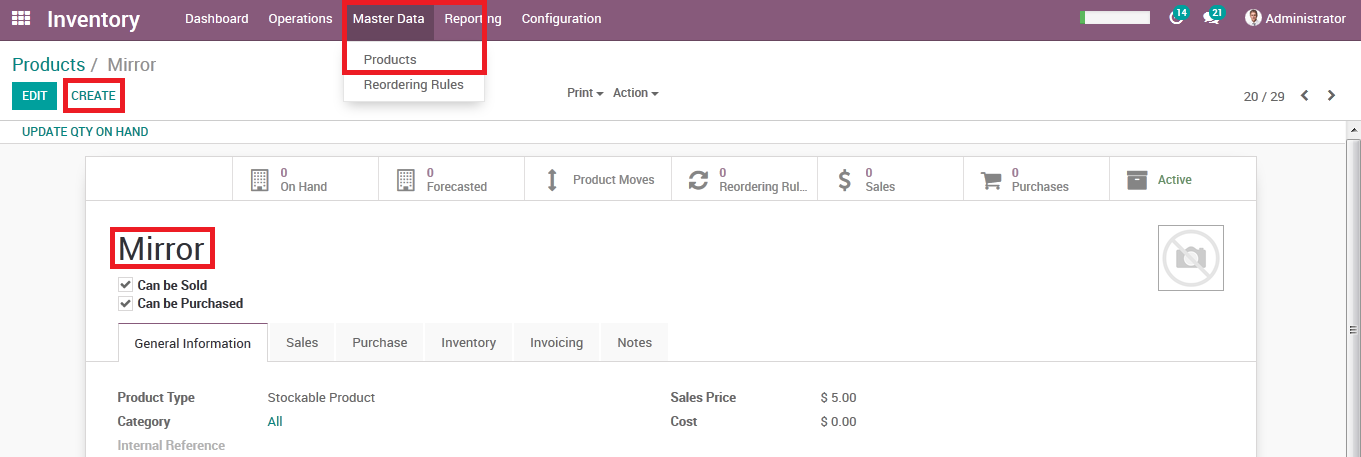 Inventory Dashboard Operations Master Data Reporting Configuration 14 21 Administrator
Products / Mirror
Products
Reordering Rules
EDIT CREATE Print Action 20 / 29
UPDATE QTY ON HAND
0 On Hand
0 Forecasted
Product Moves
0 Reordering Rul...
$ 0 Sales
0 Purchases
Active
Mirror
Can be Sold
Can be Purchased
General Information Sales Purchase Inventory Invoicing Notes
Product Type Stockable Product Sales Price $ 5.00
Category All Cost $ 0.00
Internal Reference